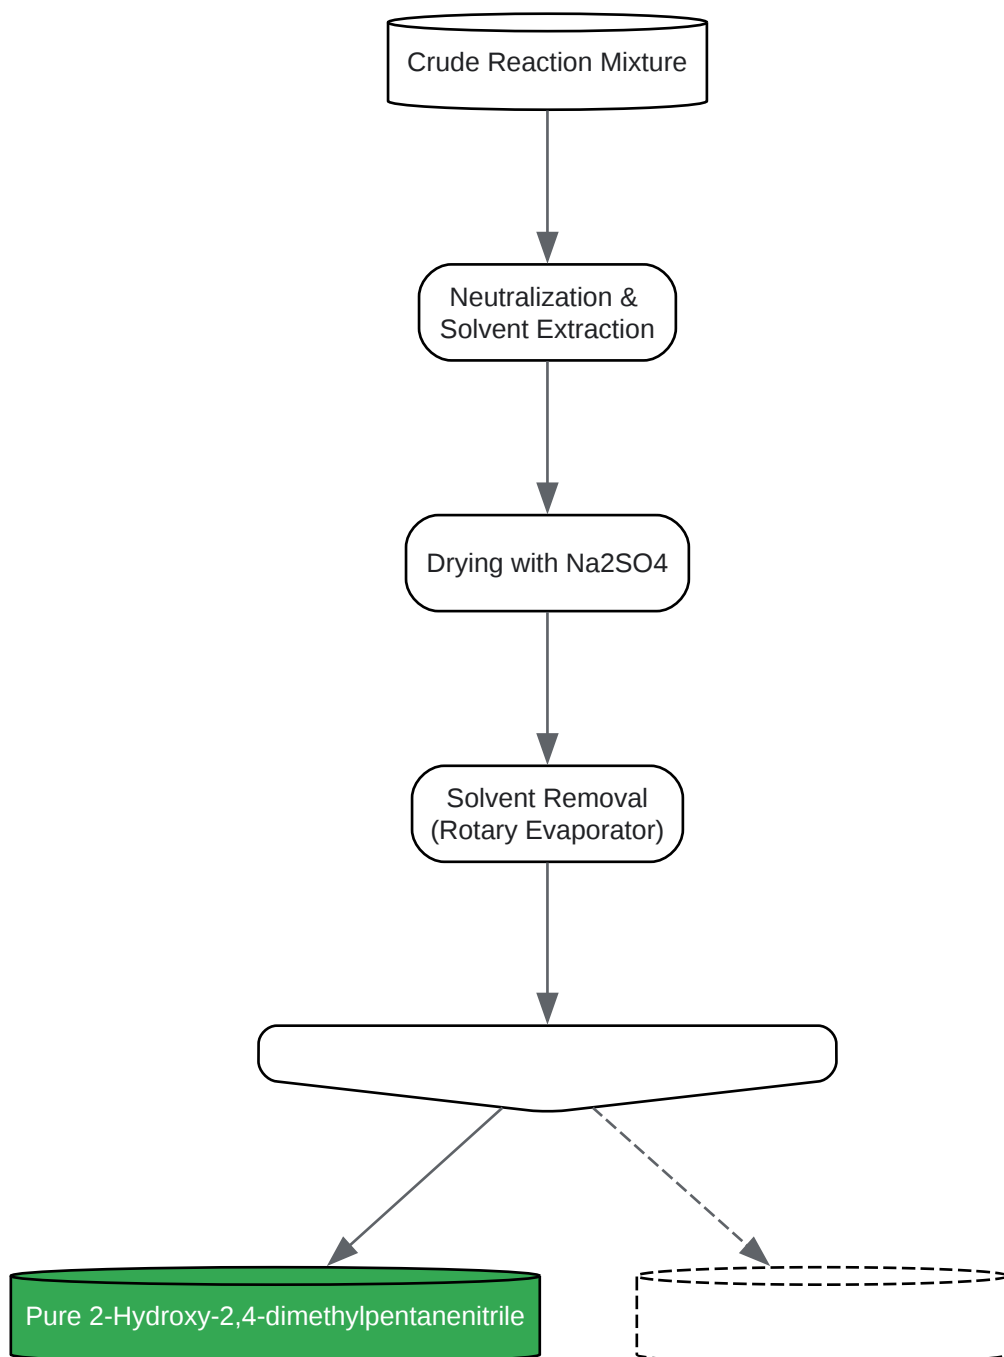 Crude Reaction Mixture
Neutralization &
Solvent Extraction
Drying with Na2SO4
Solvent Removal
(Rotary Evaporator)
Pure 2-Hydroxy-2,4-dimethylpentanenitrile